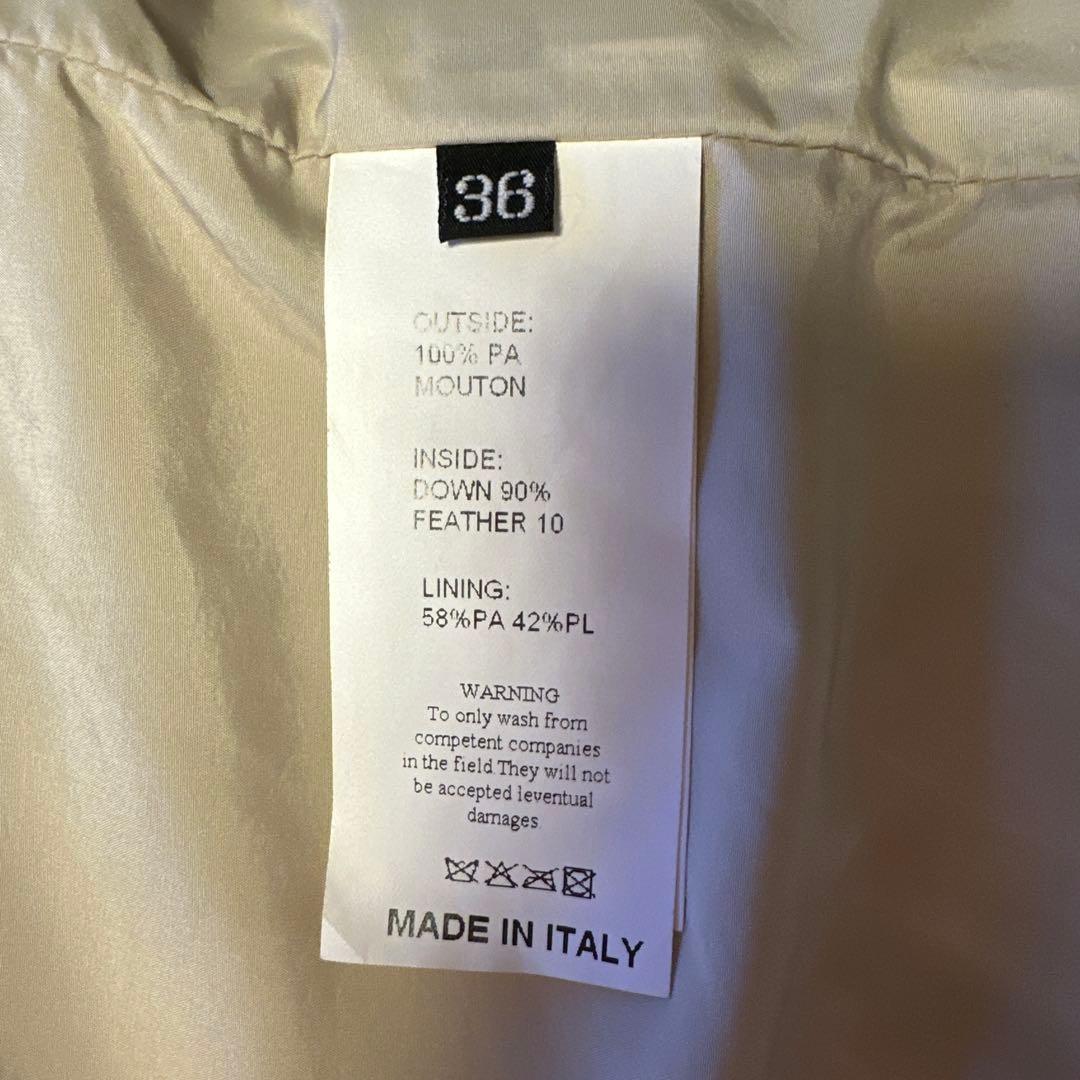 36
OUTSIDE:
100% PA
MOUTON
INSIDE:
DOWN 90%
FEATHER 10
LINING:
58%PA 42%PL
WARNING
To only wash from
competent companies
in the field.They will not
be accepted leventual
damages
MADE IN ITALY